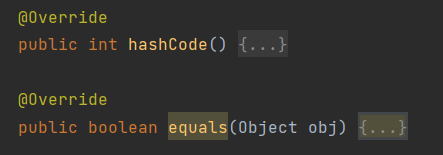 @Override
public int hashCode() {...}
@Override
public boolean equals(Object obj) {...}